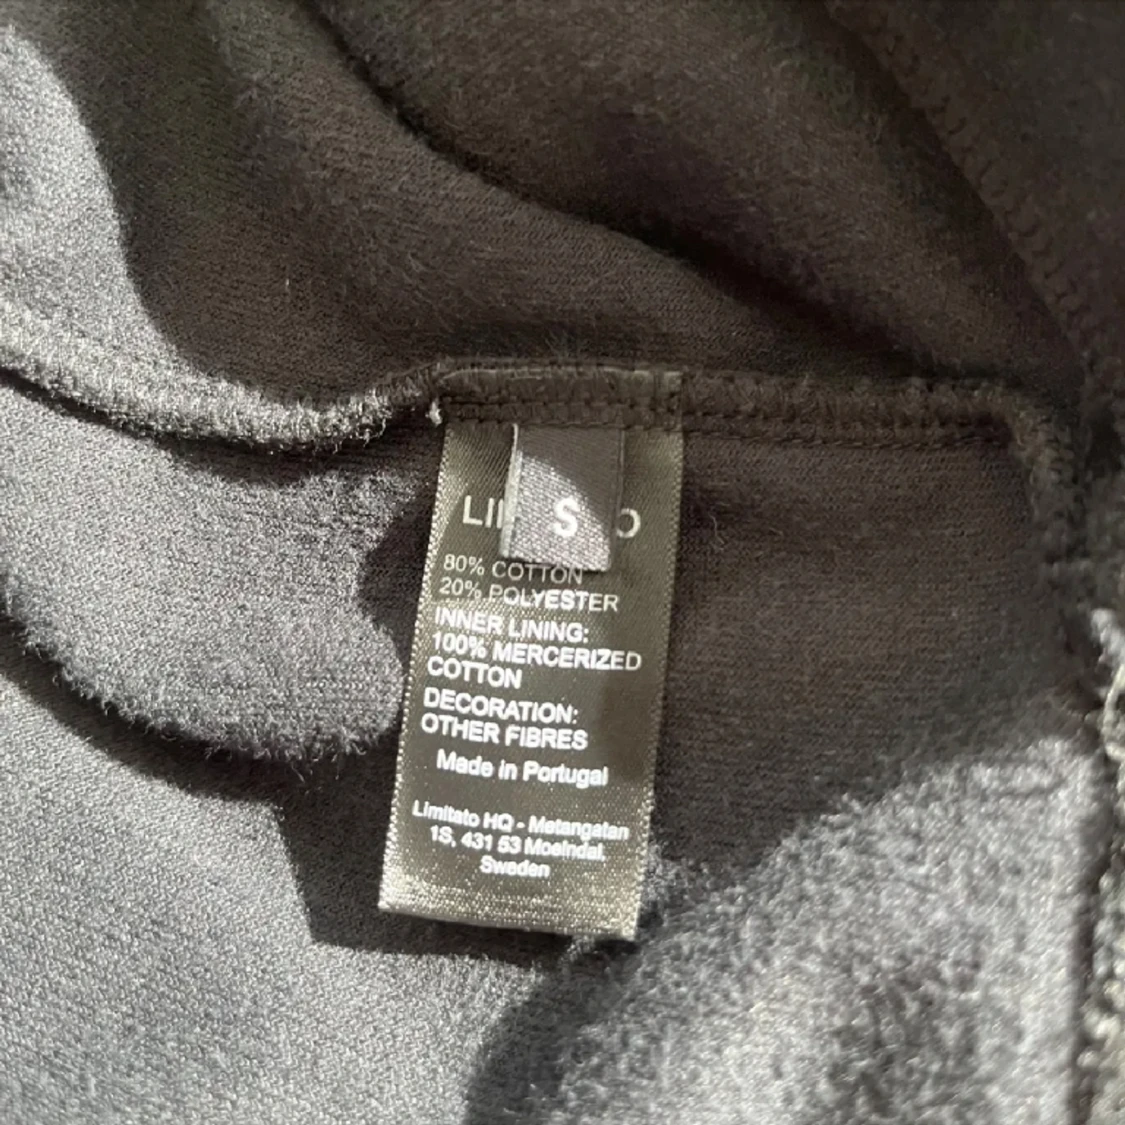 S
80% COTTON
20% POLYESTER
INNER LINING:
100% MERCERIZED
COTTON
DECORATION:
OTHER FIBRES
Made in Portugal
Limitato HQ - Metangatan
1S, 431 53 Moelndal.
Sweden